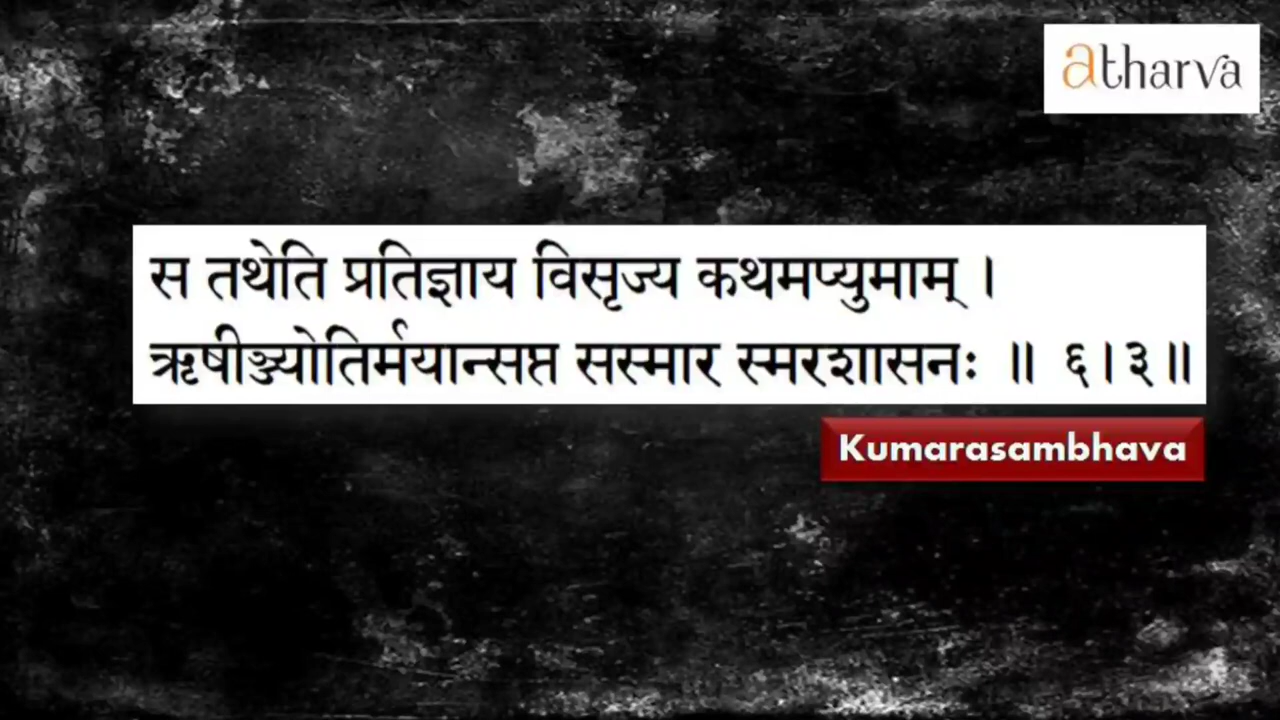 atharva
स तथेति प्रतिज्ञाय विसृज्य कथमप्युमाम् ।
ऋषीञ्ज्योतिर्मयान्सप्त सस्मार स्मरशासनः ॥ ६।३॥
Kumarasambhava